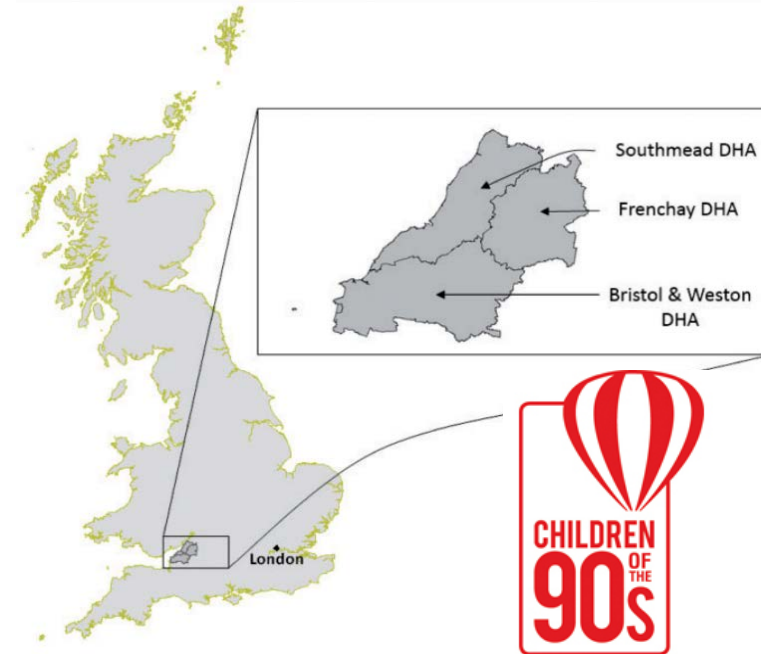 Southmead DHA
Frenchay DHA
Bristol & Weston
DHA
London
CHILDREN
OF
THE
90s